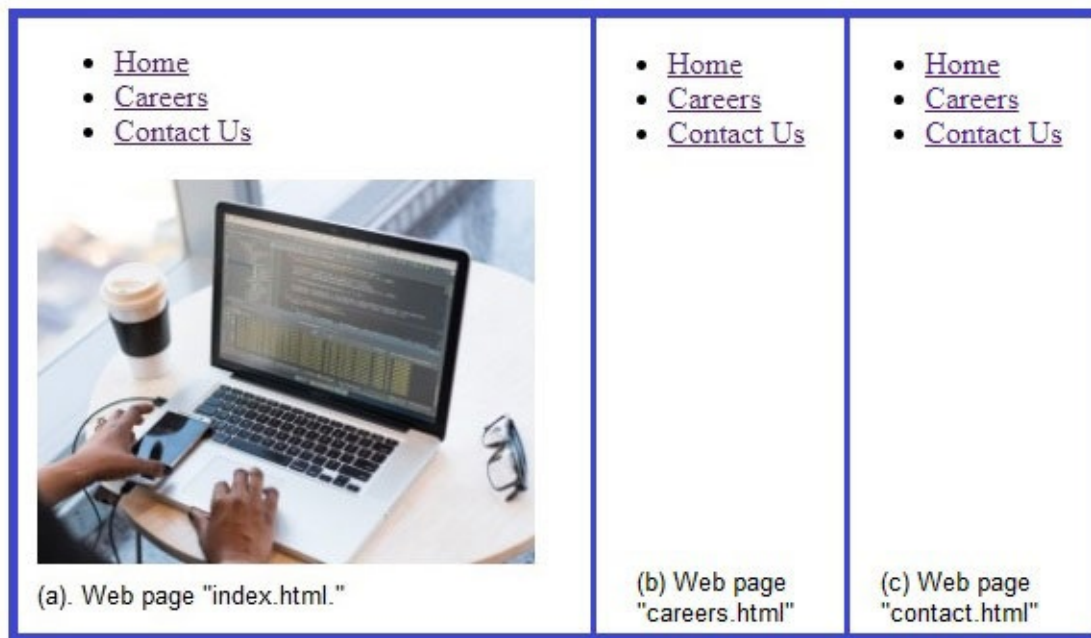 Home
Careers
Contact Us
(a). Web page "index.html."
Home
Careers
Contact Us
(b) Web page
"careers.html"
Home
Careers
Contact Us
(c) Web page
"contact.html"